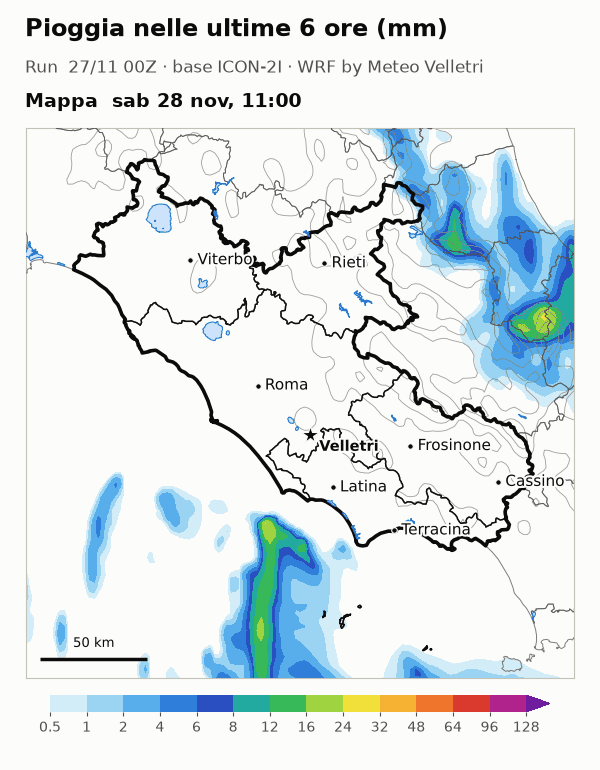 Pioggia nelle ultime 6 ore (mm)
Run  27/11 00Z · base ICON-2I · WRF by Meteo Velletri
Mappa  sab 28 nov, 11:00
Viterbo
Rieti
Roma
Velletri
Frosinone
Cassino
Latina
Terracina
50 km
0.5 1 2 4 6 8 12 16 24 32 48 64 96 128